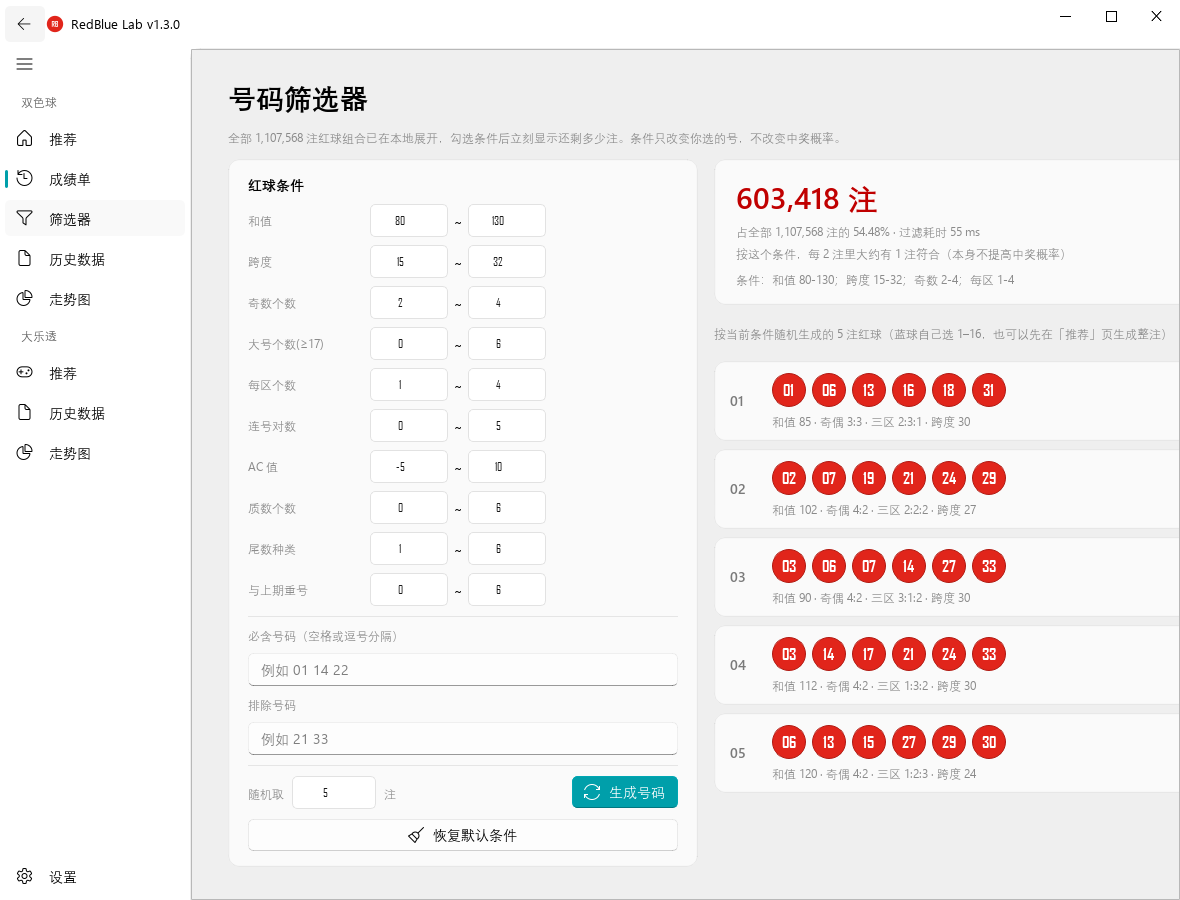 RB RedBlue Lab v1.3.0
双色球
推荐
成绩单
筛选器
历史数据
走势图
大乐透
推荐
历史数据
走势图
设置
号码筛选器
全部 1,107,568 注红球组合已在本地展开，勾选条件后立刻显示还剩多少注。条件只改变你选的号，不改变中奖概率。
红球条件
和值 80 ~ 130
跨度 15 ~ 32
奇数个数 2 ~ 4
大号个数(≥17) 0 ~ 6
每区个数 1 ~ 4
连号对数 0 ~ 5
AC 值 -5 ~ 10
质数个数 0 ~ 6
尾数种类 1 ~ 6
与上期重号 0 ~ 6
必含号码（空格或逗号分隔）
例如 01 14 22
排除号码
例如 21 33
随机取 5 注 生成号码
恢复默认条件
603,418 注
占全部 1,107,568 注的 54.48% · 过滤耗时 55 ms
按这个条件，每 2 注里大约有 1 注符合（本身不提高中奖概率）
条件：和值 80-130；跨度 15-32；奇数 2-4；每区 1-4
按当前条件随机生成的 5 注红球（蓝球自己选 1–16，也可以先在「推荐」页生成整注）
01 01 06 13 16 18 31
和值 85 · 奇偶 3:3 · 三区 2:3:1 · 跨度 30
02 02 07 19 21 24 29
和值 102 · 奇偶 4:2 · 三区 2:2:2 · 跨度 27
03 03 06 07 14 27 33
和值 90 · 奇偶 4:2 · 三区 3:1:2 · 跨度 30
04 03 14 17 21 24 33
和值 112 · 奇偶 4:2 · 三区 1:3:2 · 跨度 30
05 06 13 15 27 29 30
和值 120 · 奇偶 4:2 · 三区 1:2:3 · 跨度 24